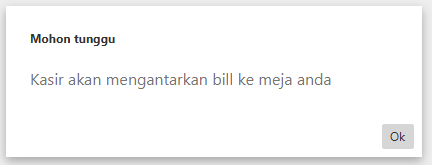 Mohon tunggu
Kasir akan mengantarkan bill ke meja anda
Ok